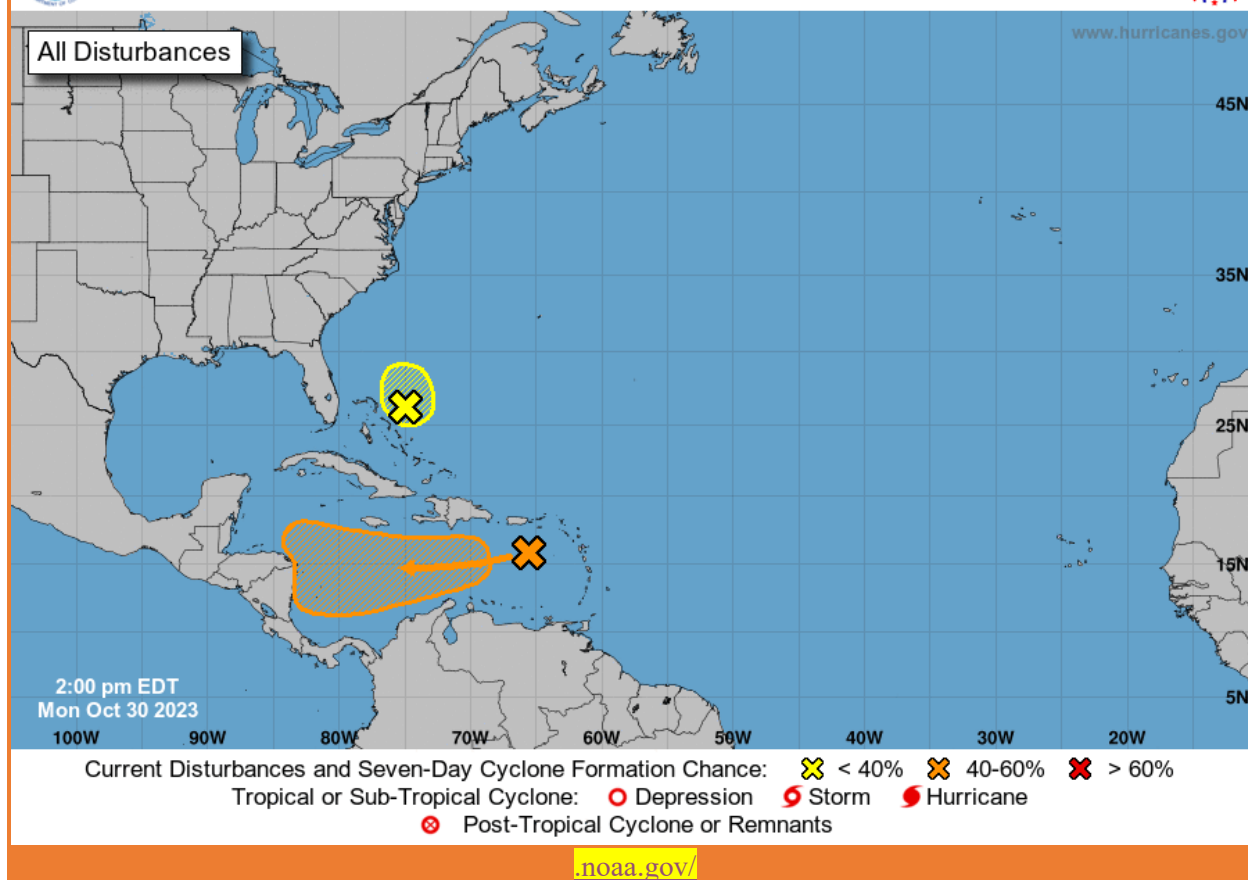 www.hurricanes.gov
All Disturbances
45N
35N
25N
15N
5N
2:00 pm EDT
Mon Oct 30 2023
100W 90W 80W 70W 60W 50W 40W 30W 20W
Current Disturbances and Seven-Day Cyclone Formation Chance: < 40% 40-60% > 60%
Tropical or Sub-Tropical Cyclone: Depression Storm Hurricane
Post-Tropical Cyclone or Remnants
.noaa.gov/